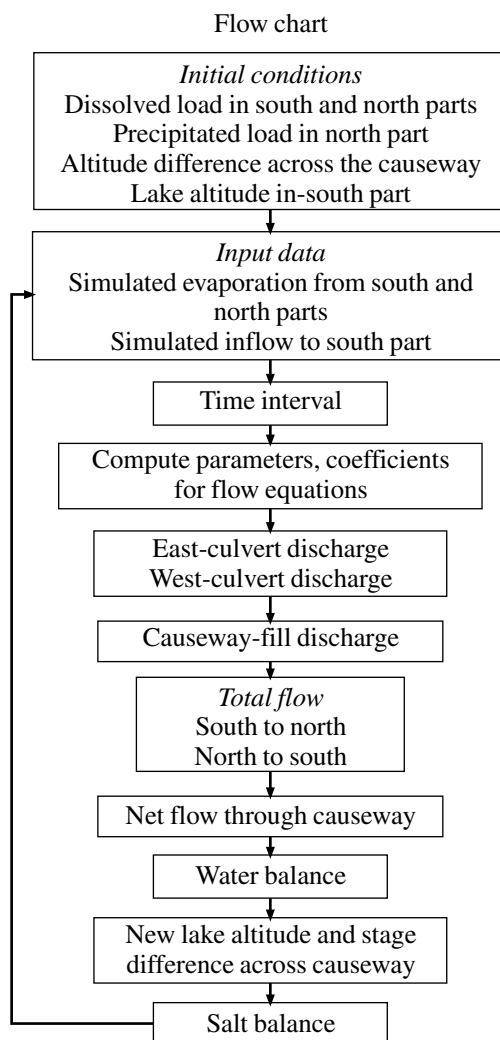 Flow chart
Initial conditions
Dissolved load in south and north parts
Precipitated load in north part
Altitude difference across the causeway
Lake altitude in-south part
Input data
Simulated evaporation from south and
north parts
Simulated inflow to south part
Time interval
Compute parameters, coefficients
for flow equations
East-culvert discharge
West-culvert discharge
Causeway-fill discharge
Total flow
South to north
North to south
Net flow through causeway
Water balance
New lake altitude and stage
difference across causeway
Salt balance